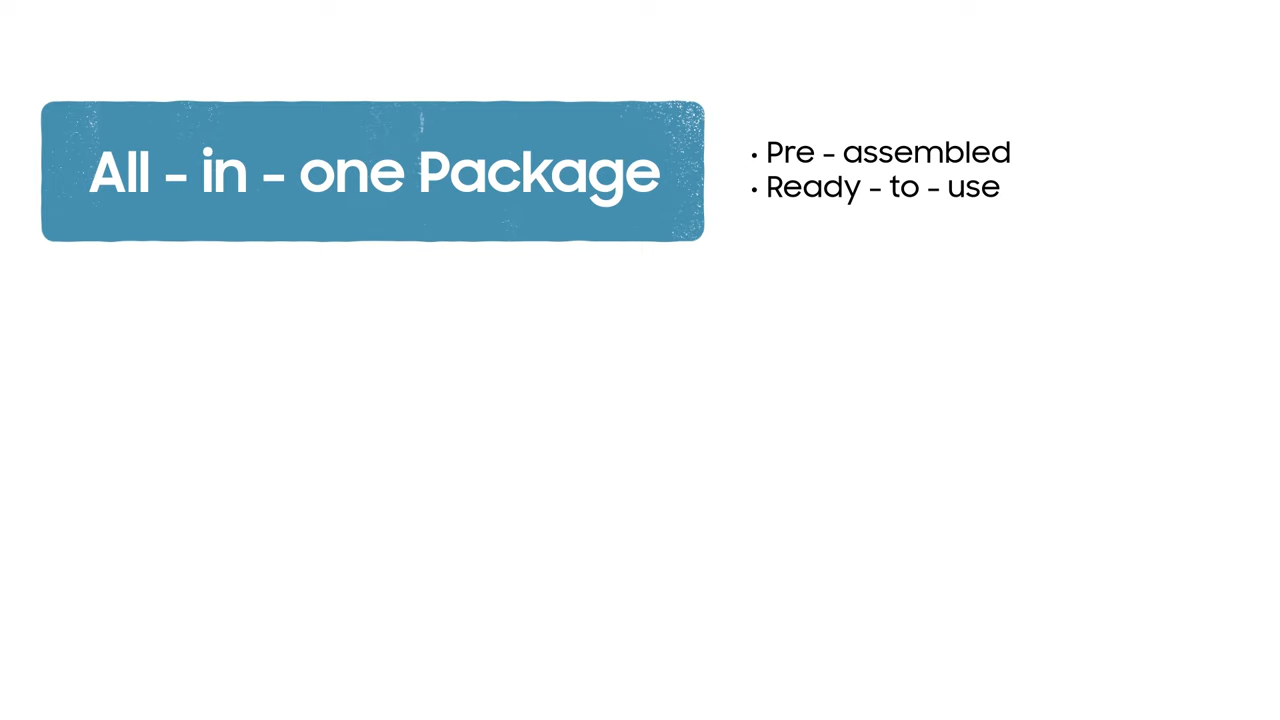 All - in - one Package
• Pre - assembled
• Ready - to - use